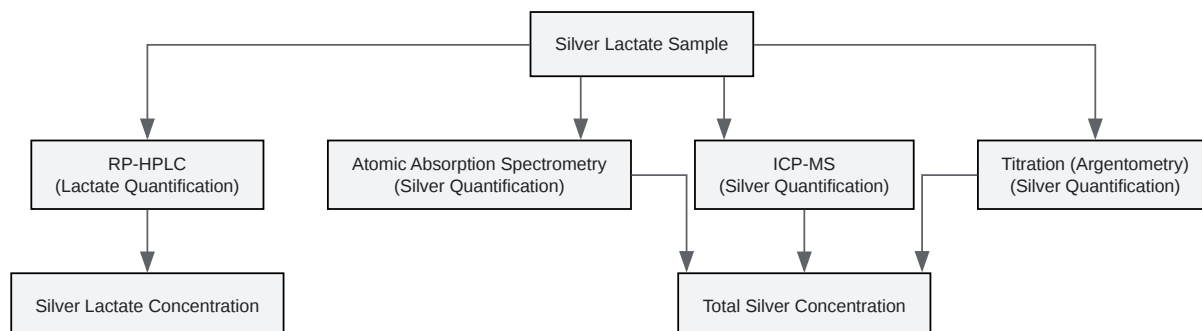 Silver Lactate Sample
RP-HPLC
(Lactate Quantification)
Atomic Absorption Spectrometry
(Silver Quantification)
ICP-MS
(Silver Quantification)
Titration (Argentometry)
(Silver Quantification)
Silver Lactate Concentration
Total Silver Concentration